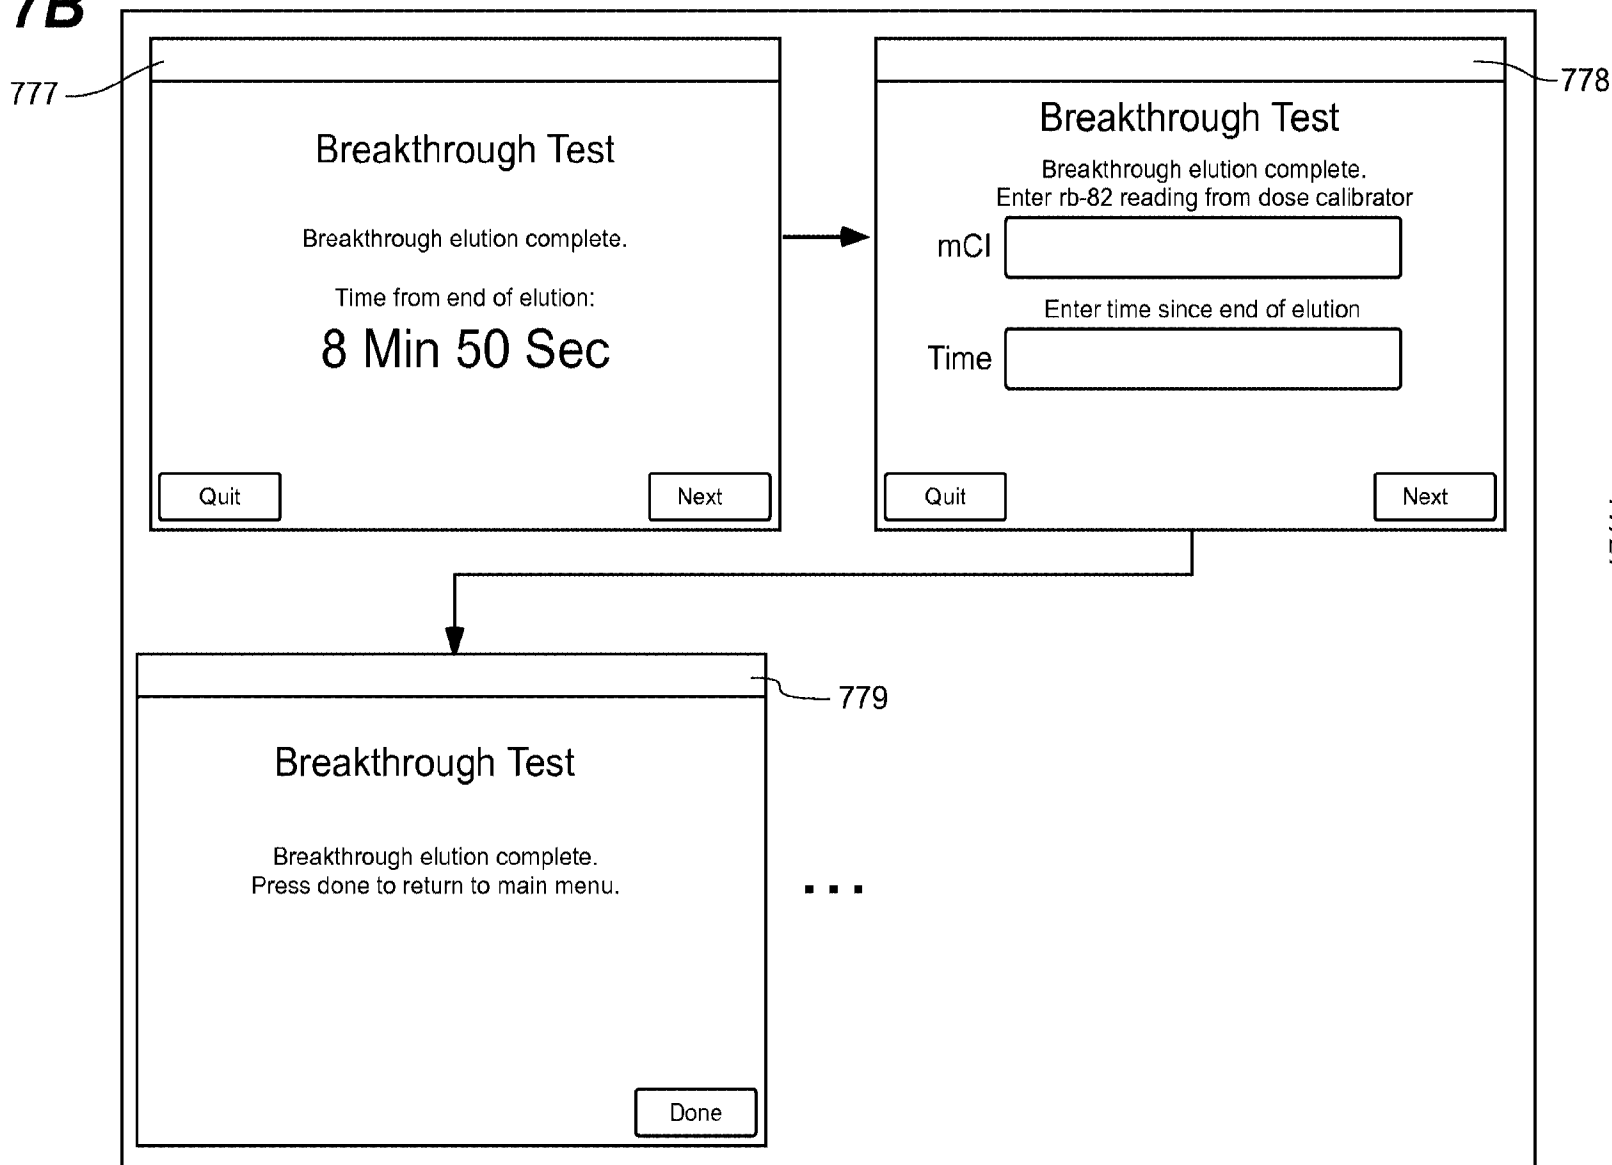 7B
777
Breakthrough Test
Breakthrough elution complete.
Time from end of elution:
8 Min 50 Sec
Quit
Next
778
Breakthrough Test
Breakthrough elution complete.
Enter rb-82 reading from dose calibrator
mCI
Enter time since end of elution
Time
Quit
Next
779
Breakthrough Test
Breakthrough elution complete.
Press done to return to main menu.
...
Done